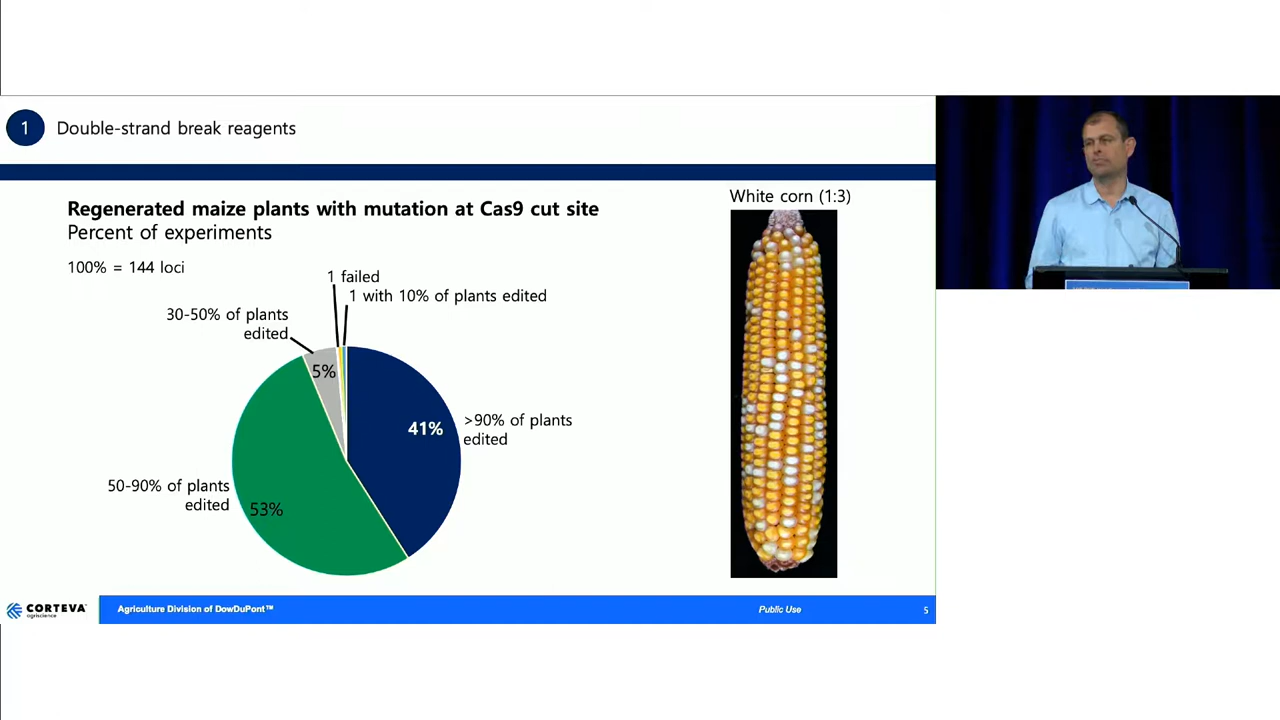 1
Double-strand break reagents
Regenerated maize plants with mutation at Cas9 cut site
Percent of experiments
100% = 144 loci
White corn (1:3)
1 failed
1 with 10% of plants edited
30-50% of plants
edited
5%
41%
>90% of plants
edited
50-90% of plants
edited
53%
CORTEVA
agriscience
Agriculture Division of DowDuPont™
Public Use
5